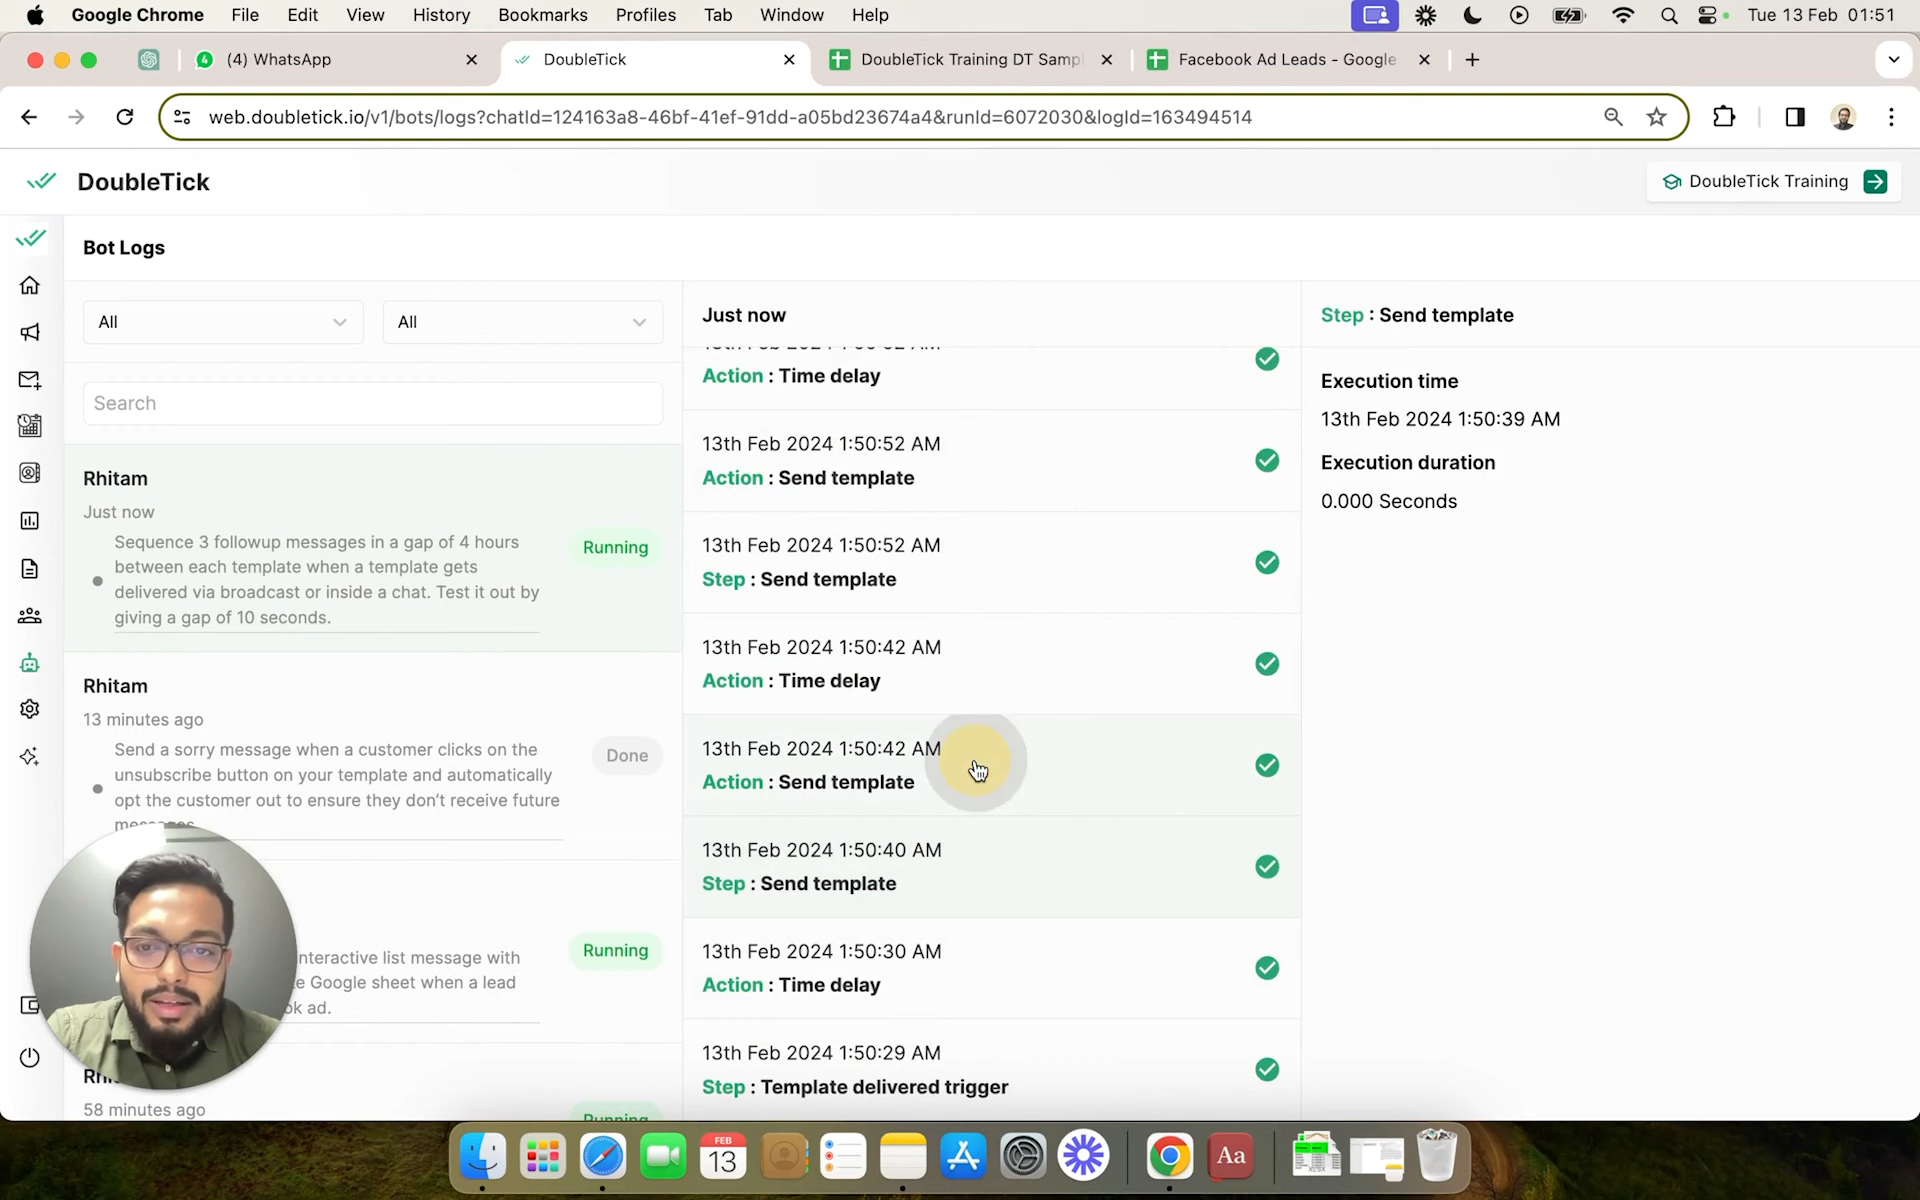 Google Chrome File Edit View History Bookmarks Profiles Tab Window Help Tue 13 Feb 01:51
(4) WhatsApp DoubleTick DoubleTick Training DT Samp Facebook Ad Leads - Google
web.doubletick.io/v1/bots/logs?chatId=124163a8-46bf-41ef-91dd-a05bd23674a4&runId=6072030&logId=163494514
DoubleTick DoubleTick Training
Bot Logs
All All
Search
Rhitam
Just now
Sequence 3 followup messages in a gap of 4 hours
between each template when a template gets
delivered via broadcast or inside a chat. Test it out by
giving a gap of 10 seconds.
Running
Rhitam
13 minutes ago
Send a sorry message when a customer clicks on the
unsubscribe button on your template and automatically
opt the customer out to ensure they don't receive future
messages.
Done
nteractive list message with
Google sheet when a lead
ok ad.
Running
58 minutes ago
Running
Just now
Action : Time delay
13th Feb 2024 1:50:52 AM
Action : Send template
13th Feb 2024 1:50:52 AM
Step : Send template
13th Feb 2024 1:50:42 AM
Action : Time delay
13th Feb 2024 1:50:42 AM
Action : Send template
13th Feb 2024 1:50:40 AM
Step : Send template
13th Feb 2024 1:50:30 AM
Action : Time delay
13th Feb 2024 1:50:29 AM
Step : Template delivered trigger
Step : Send template
Execution time
13th Feb 2024 1:50:39 AM
Execution duration
0.000 Seconds
FEB
13
Aa